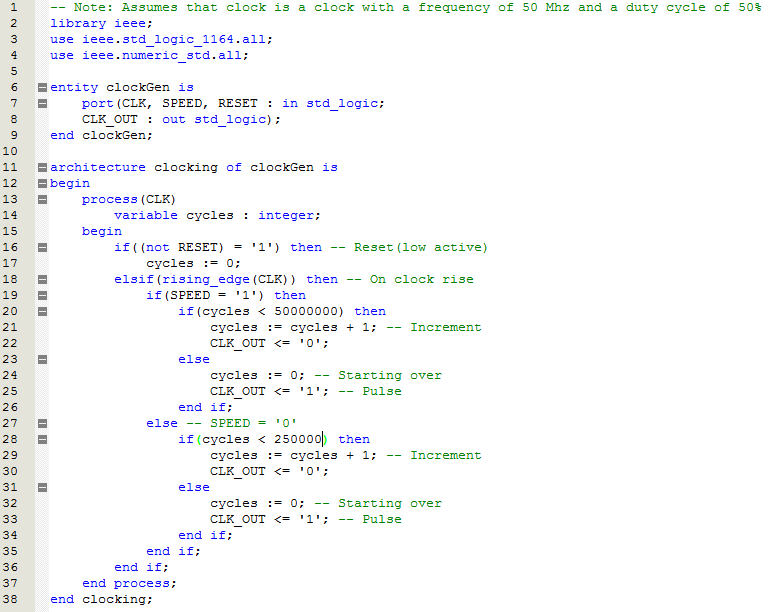 1 -- Note: Assumes that clock is a clock with a frequency of 50 Mhz and a duty cycle of 50%
2 library ieee;
3 use ieee.std_logic_1164.all;
4 use ieee.numeric_std.all;
5
6 entity clockGen is
7     port(CLK, SPEED, RESET : in std_logic;
8     CLK_OUT : out std_logic);
9 end clockGen;
10
11 architecture clocking of clockGen is
12 begin
13     process(CLK)
14         variable cycles : integer;
15     begin
16         if((not RESET) = '1') then -- Reset(low active)
17             cycles := 0;
18         elsif(rising_edge(CLK)) then -- On clock rise
19             if(SPEED = '1') then
20                 if(cycles < 50000000) then
21                     cycles := cycles + 1; -- Increment
22                     CLK_OUT <= '0';
23                 else
24                     cycles := 0; -- Starting over
25                     CLK_OUT <= '1'; -- Pulse
26                 end if;
27             else -- SPEED = '0'
28                 if(cycles < 250000) then
29                     cycles := cycles + 1; -- Increment
30                     CLK_OUT <= '0';
31                 else
32                     cycles := 0; -- Starting over
33                     CLK_OUT <= '1'; -- Pulse
34                 end if;
35             end if;
36         end if;
37     end process;
38 end clocking;